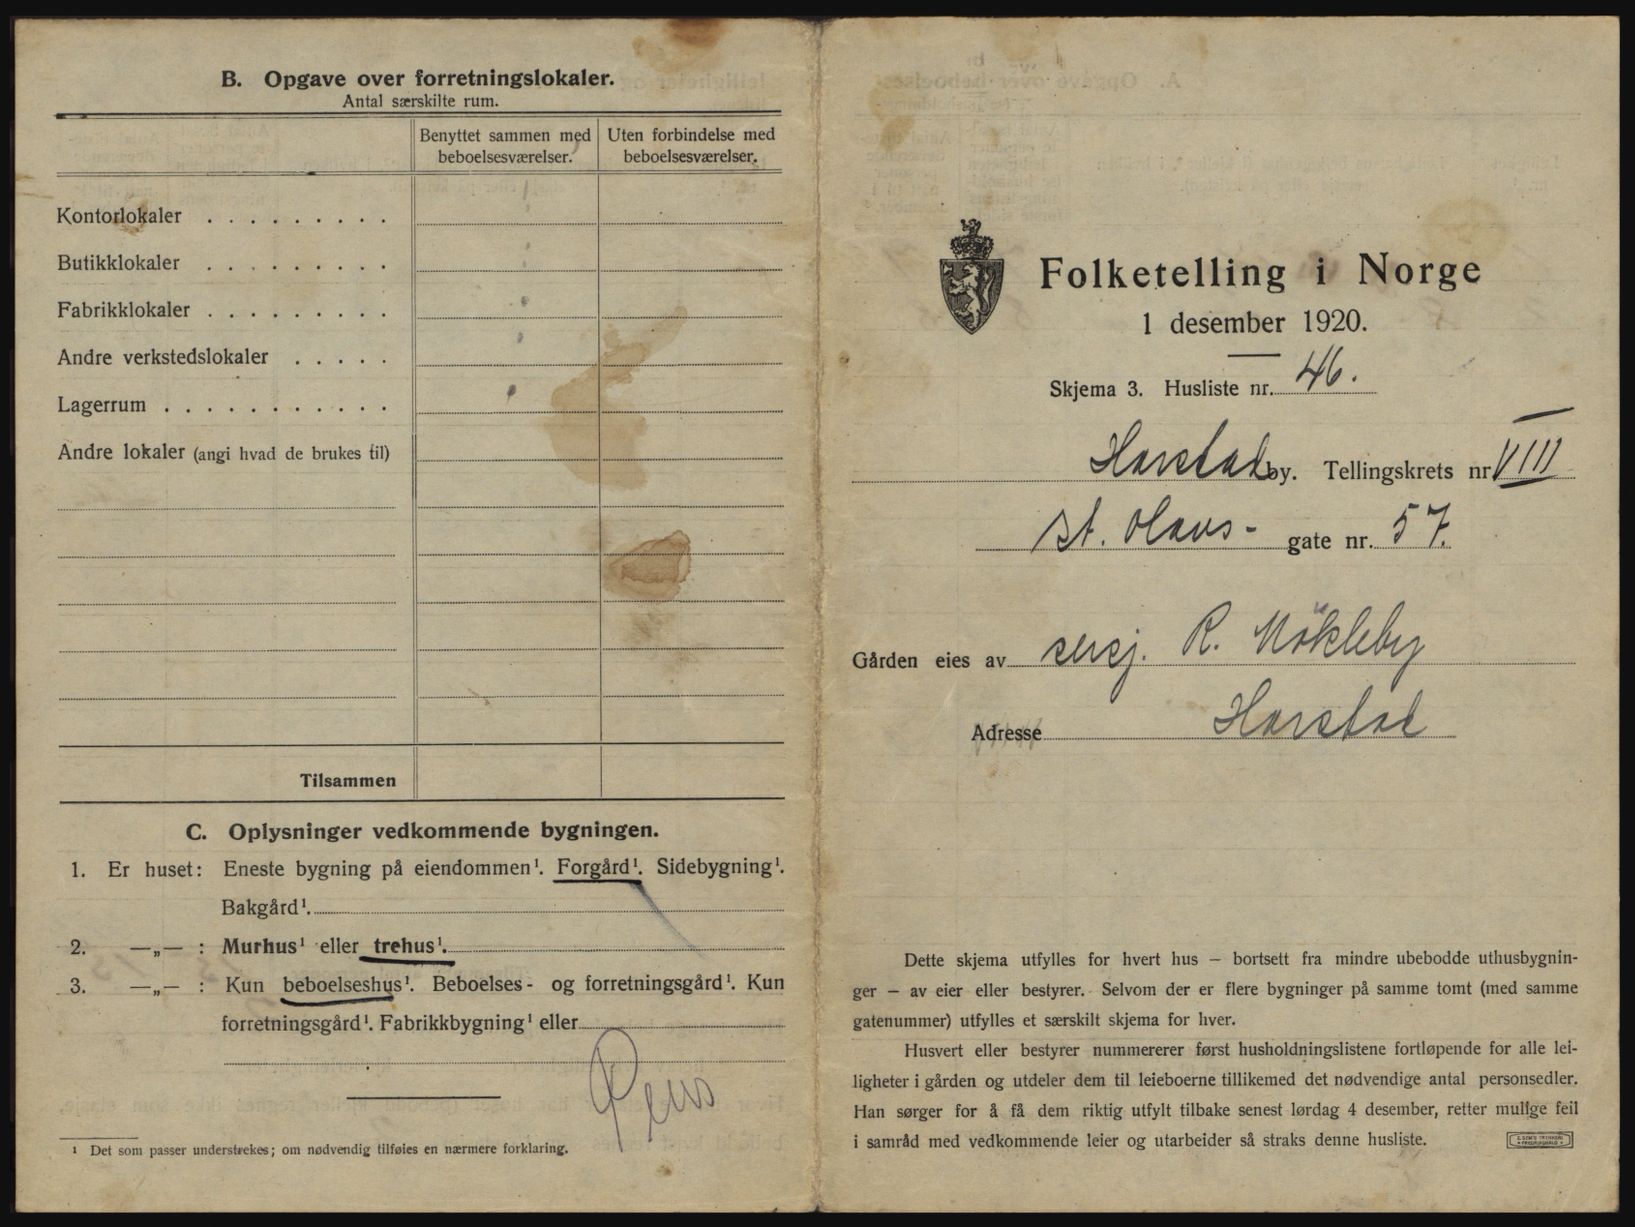 B. Opgave over forretningslokaler.
Antal særskilte rum.
Benyttet sammen med beboelsesværelser.
Uten forbindelse med beboelsesværelser.
Kontorlokaler . . . . . . . . .
Butikklokaler . . . . . . . . .
Fabrikklokaler . . . . . . . . .
Andre verkstedslokaler . . . . .
Lagerrum . . . . . . . . . . .
Andre lokaler (angi hvad de brukes til)
Tilsammen
C. Oplysninger vedkommende bygningen.
1. Er huset: Eneste bygning på eiendommen¹. Forgård¹. Sidebygning¹.
Bakgård¹.
2. —„— : Murhus¹ eller trehus¹.
3. —„— : Kun beboelseshus¹. Beboelses- og forretningsgård¹. Kun
forretningsgård¹. Fabrikkbygning¹ eller
¹ Det som passer understrekes; om nødvendig tilføies en nærmere forklaring.
Folketelling i Norge
1 desember 1920.
Skjema 3. Husliste nr. 46.
Harstad by. Tellingskrets nr VIII
St. Olavs- gate nr. 57.
Gården eies av sersj. R. Mökleby
Adresse Harstad
Dette skjema utfylles for hvert hus – bortsett fra mindre ubebodde uthusbygnin-
ger – av eier eller bestyrer. Selvom der er flere bygninger på samme tomt (med samme
gatenummer) utfylles et særskilt skjema for hver.
Husvert eller bestyrer nummererer først husholdningslistene fortløpende for alle lei-
ligheter i gården og utdeler dem til leieboerne tillikemed det nødvendige antal personsedler.
Han sørger for å få dem riktig utfylt tilbake senest lørdag 4 desember, retter mulige feil
i samråd med vedkommende leier og utarbeider så straks denne husliste.